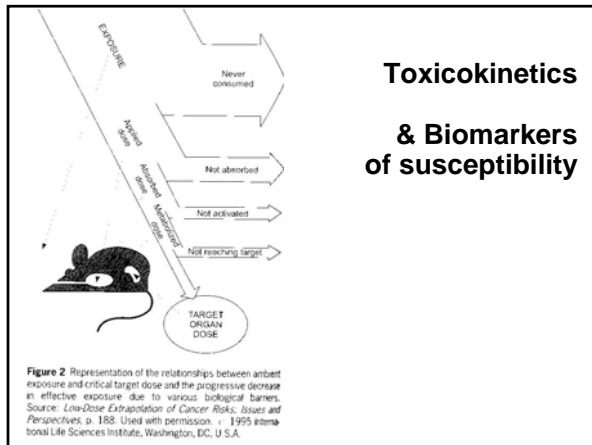 Toxicokinetics
& Biomarkers
of susceptibility
EXPOSURE
Never
consumed
Applied
dose
Not absorbed
Absorbed
dose
Not activated
Metabolized
dose
Not reaching target
TARGET
ORGAN
DOSE
Figure 2 Representation of the relationships between ambient
exposure and critical target dose and the progressive decrease
in effective exposure due to various biological barriers.
Source: Low-Dose Extrapolation of Cancer Risks, Issues and
Perspectives, p. 188. Used with permission. 1995 Interna-
tional Life Sciences Institute, Washington, DC, U.S.A.